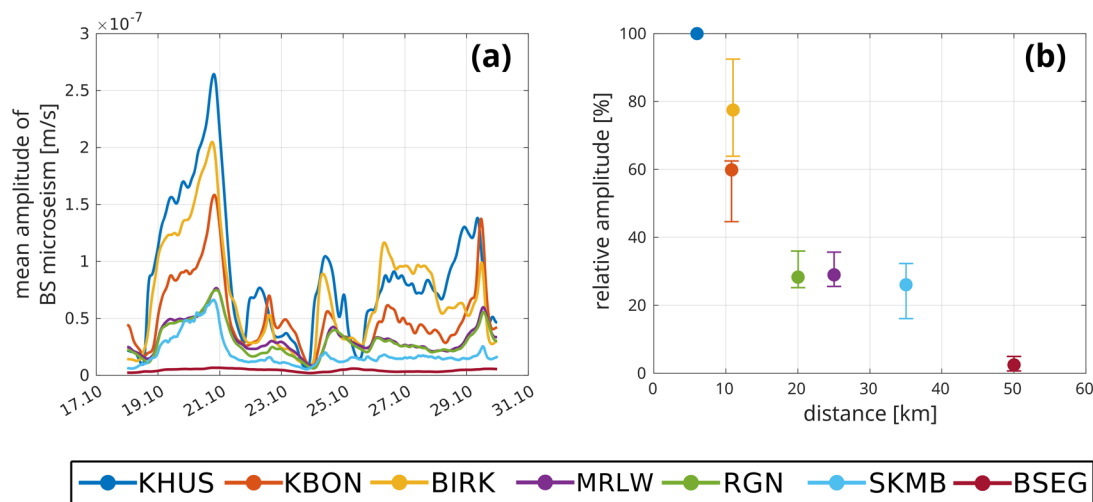 ×10⁻⁷
(a)
mean amplitude of
BS microseism [m/s]
3
2.5
2
1.5
1
0.5
0
17.10 19.10 21.10 23.10 25.10 27.10 29.10 31.10
(b)
relative amplitude [%]
100
80
60
40
20
0
0 10 20 30 40 50 60
distance [km]
KHUS KBON BIRK MRLW RGN SKMB BSEG